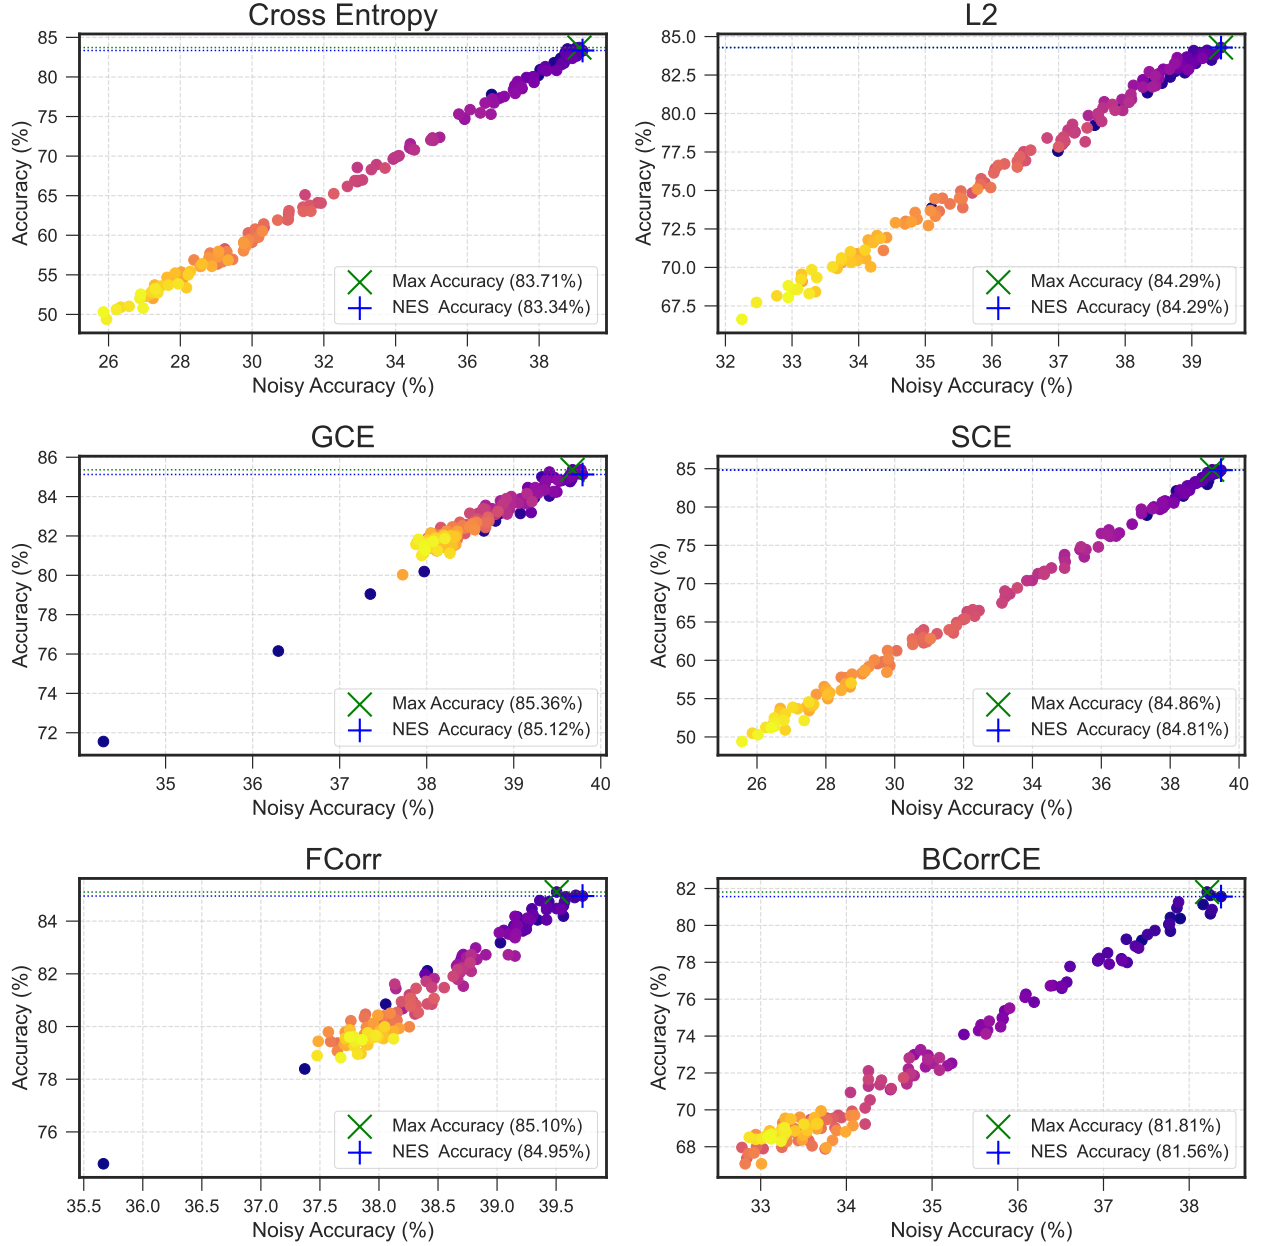 Cross Entropy
85
80
75
70
65
60
55
50
Accuracy (%)
Max Accuracy (83.71%)
NES  Accuracy (83.34%)
26 28 30 32 34 36 38
Noisy Accuracy (%)
L2
85.0
82.5
80.0
77.5
75.0
72.5
70.0
67.5
Accuracy (%)
Max Accuracy (84.29%)
NES  Accuracy (84.29%)
32 33 34 35 36 37 38 39
Noisy Accuracy (%)
GCE
86
84
82
80
78
76
74
72
Accuracy (%)
Max Accuracy (85.36%)
NES  Accuracy (85.12%)
35 36 37 38 39 40
Noisy Accuracy (%)
SCE
85
80
75
70
65
60
55
50
Accuracy (%)
Max Accuracy (84.86%)
NES  Accuracy (84.81%)
26 28 30 32 34 36 38 40
Noisy Accuracy (%)
FCorr
84
82
80
78
76
Accuracy (%)
Max Accuracy (85.10%)
NES  Accuracy (84.95%)
35.5 36.0 36.5 37.0 37.5 38.0 38.5 39.0 39.5
Noisy Accuracy (%)
BCorrCE
82
80
78
76
74
72
70
68
Accuracy (%)
Max Accuracy (81.81%)
NES  Accuracy (81.56%)
33 34 35 36 37 38
Noisy Accuracy (%)